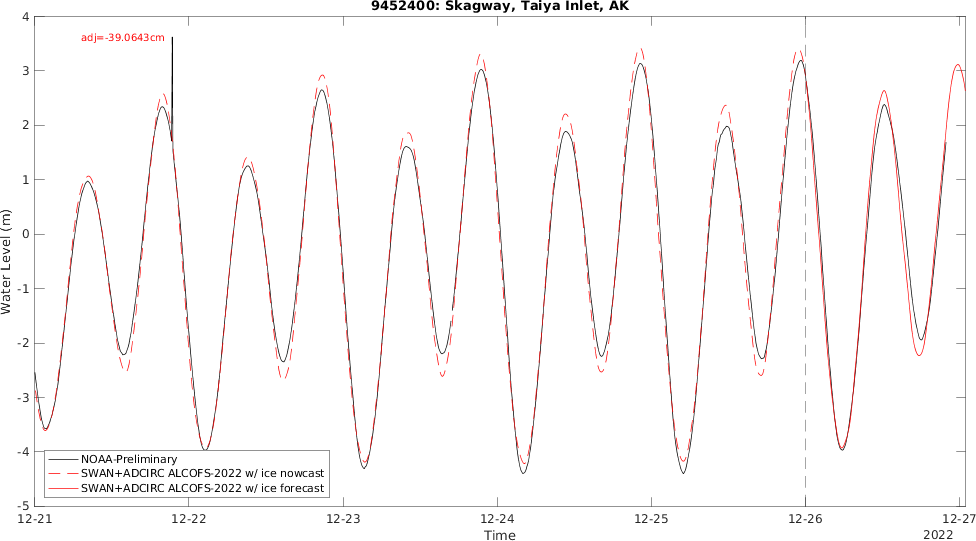 9452400: Skagway, Taiya Inlet, AK
adj=-39.0643cm
Water Level (m)
4
3
2
1
0
-1
-2
-3
-4
-5
NOAA-Preliminary
SWAN+ADCIRC ALCOFS-2022 w/ ice nowcast
SWAN+ADCIRC ALCOFS-2022 w/ ice forecast
12-21 12-22 12-23 12-24 12-25 12-26 12-27
Time
2022